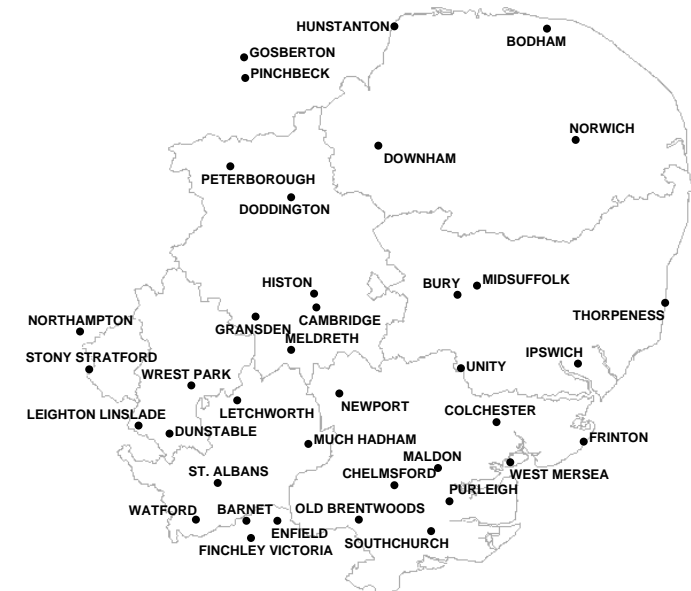 HUNSTANTON
BODHAM
GOSBERTON
PINCHBECK
NORWICH
DOWNHAM
PETERBOROUGH
DODDINGTON
HISTON
BURY
MIDSUFFOLK
THORPENESS
NORTHAMPTON
GRANSDEN
CAMBRIDGE
MELDRETH
STONY STRATFORD
IPSWICH
WREST PARK
UNITY
LETCHWORTH
NEWPORT
COLCHESTER
LEIGHTON LINSLADE
DUNSTABLE
MUCH HADHAM
FRINTON
MALDON
ST. ALBANS
CHELMSFORD
WEST MERSEA
PURLEIGH
WATFORD
BARNET
OLD BRENTWOODS
ENFIELD
SOUTHCHURCH
FINCHLEY VICTORIA